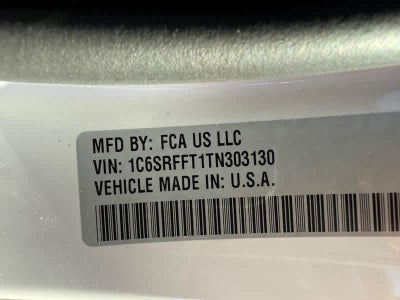 MFD BY: FCA US LLC
VIN: 1C6SRFFT1TN303130
VEHICLE MADE IN: U.S.A.